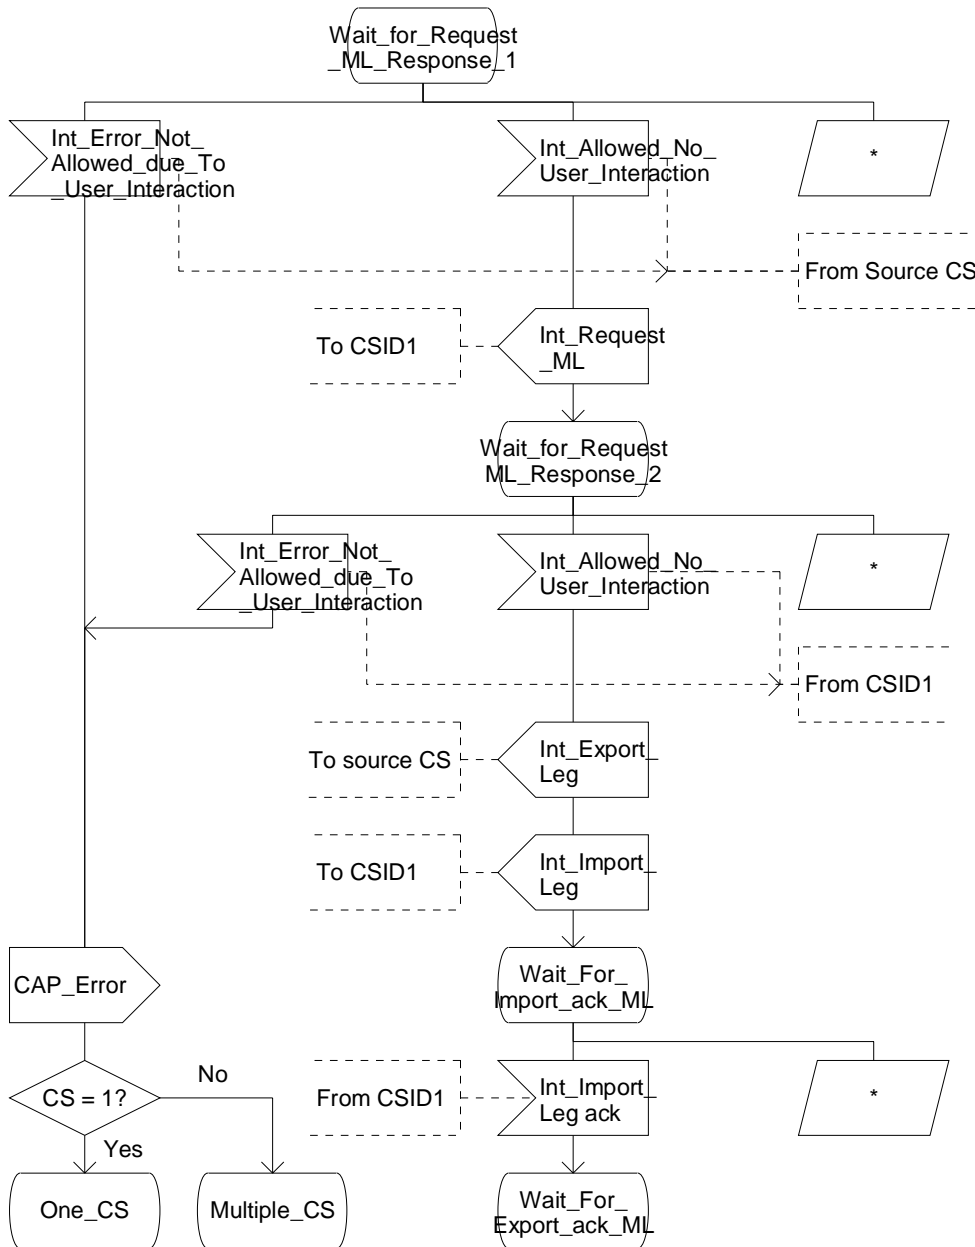 Wait_for_Request
_ML_Response_1
Int_Error_Not_
Allowed_due_To
_User_Interaction
Int_Allowed_No_
User_Interaction
*
From Source CS
To CSID1
Int_Request
_ML
Wait_for_Request
ML_Response_2
Int_Error_Not_
Allowed_due_To
_User_Interaction
Int_Allowed_No_
User_Interaction
*
From CSID1
To source CS
Int_Export_
Leg
To CSID1
Int_Import_
Leg
CAP_Error
Wait_For_
Import_ack_ML
CS = 1?
No
Yes
From CSID1
Int_Import_
Leg ack
*
One_CS
Multiple_CS
Wait_For_
Export_ack_ML